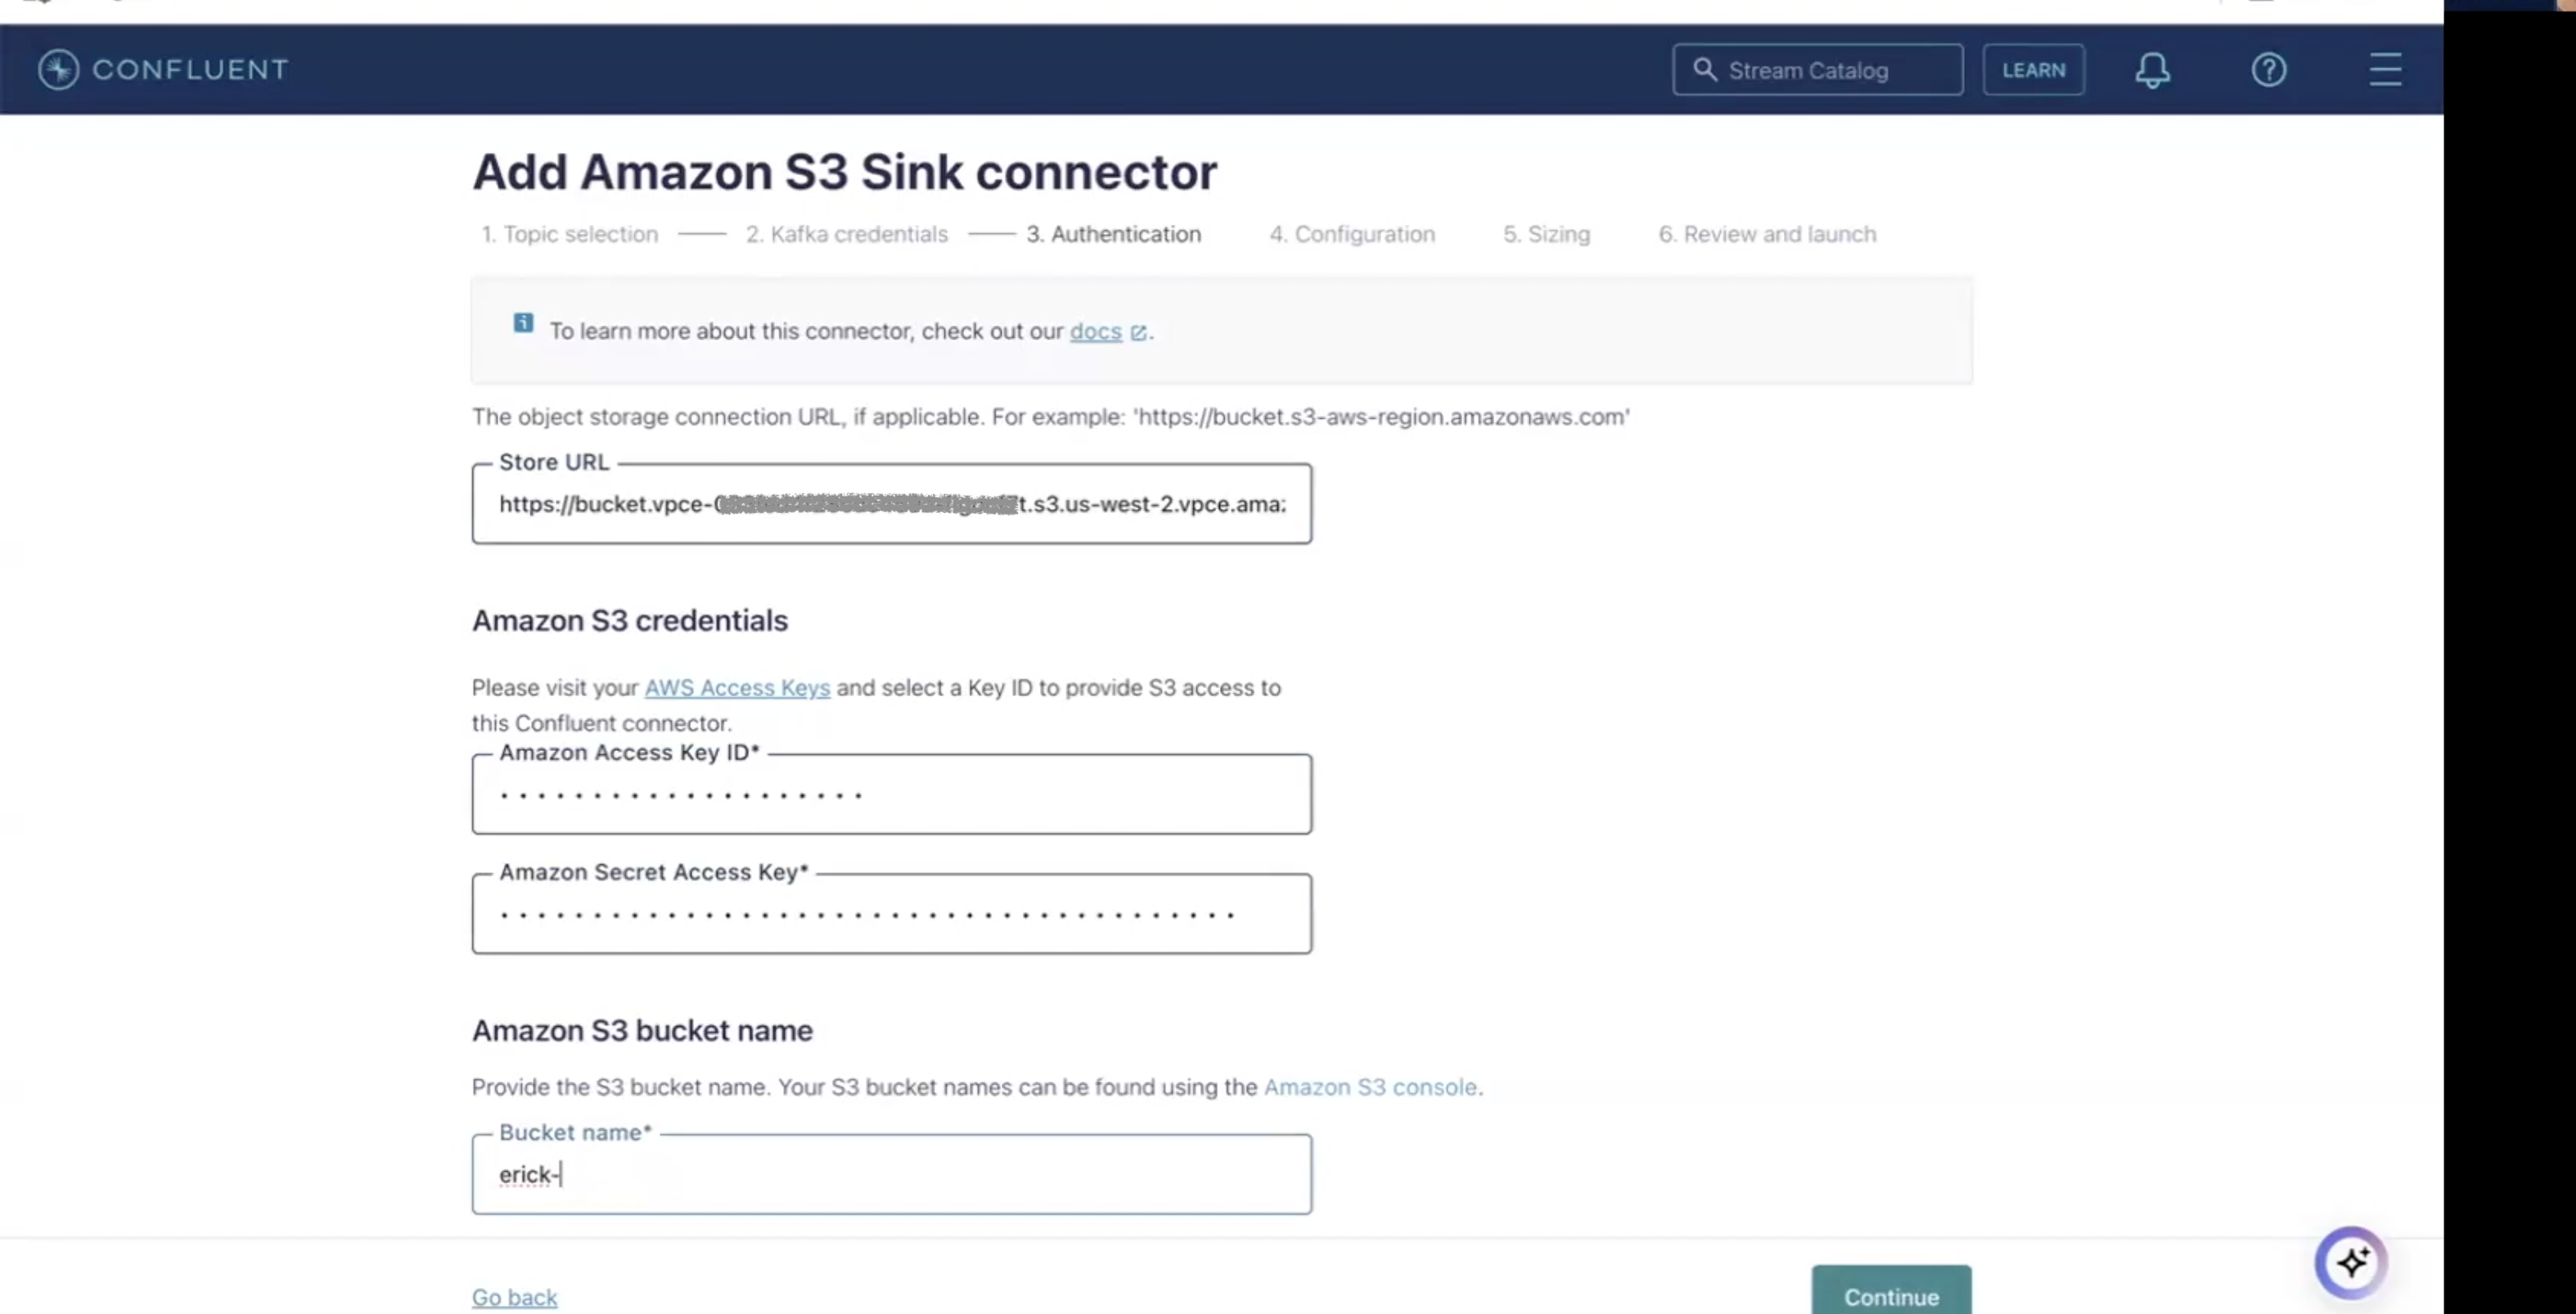 CONFLUENT
Stream Catalog
LEARN
Add Amazon S3 Sink connector
1. Topic selection 2. Kafka credentials 3. Authentication 4. Configuration 5. Sizing 6. Review and launch
To learn more about this connector, check out our docs.
The object storage connection URL, if applicable. For example: 'https://bucket.s3-aws-region.amazonaws.com'
Store URL
https://bucket.vpce- t.s3.us-west-2.vpce.ama
Amazon S3 credentials
Please visit your AWS Access Keys and select a Key ID to provide S3 access to
this Confluent connector.
Amazon Access Key ID*
Amazon Secret Access Key*
Amazon S3 bucket name
Provide the S3 bucket name. Your S3 bucket names can be found using the Amazon S3 console.
Bucket name*
erick-
Go back
Continue